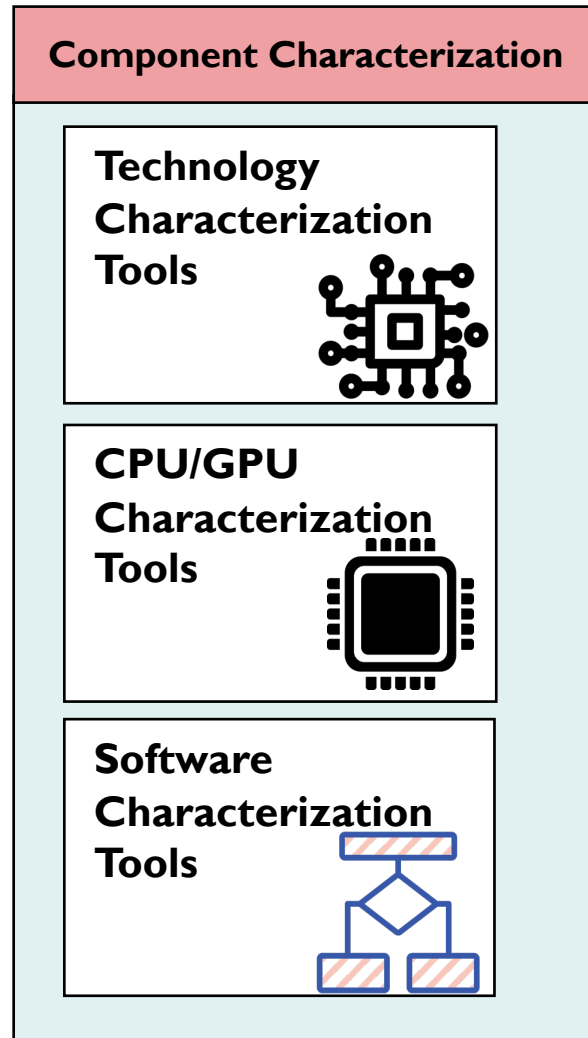 Component Characterization
Technology
Characterization
Tools
CPU/GPU
Characterization
Tools
Software
Characterization
Tools